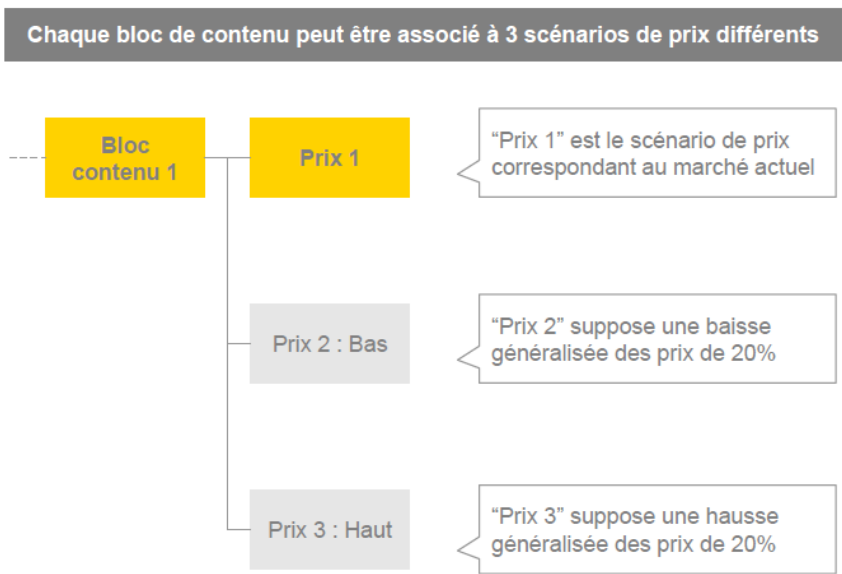 Chaque bloc de contenu peut être associé à 3 scénarios de prix différents
Bloc
contenu 1
Prix 1
“Prix 1” est le scénario de prix
correspondant au marché actuel
Prix 2 : Bas
“Prix 2” suppose une baisse
généralisée des prix de 20%
Prix 3 : Haut
“Prix 3” suppose une hausse
généralisée des prix de 20%